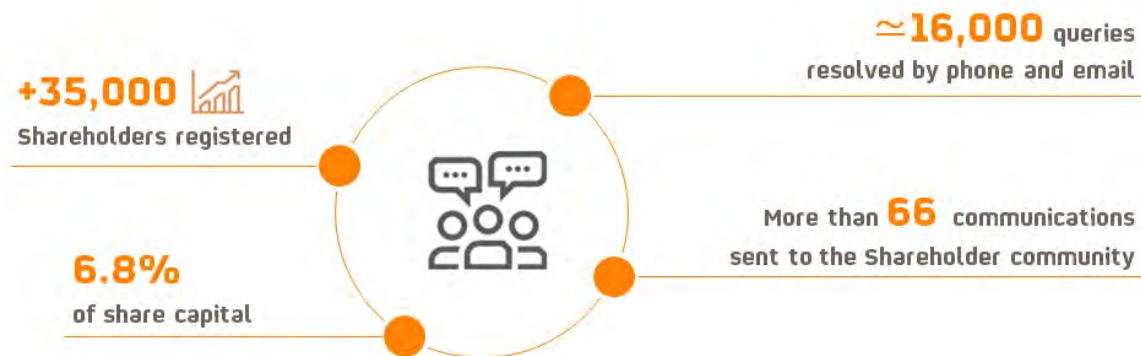 +35,000
Shareholders registered
6.8%
of share capital
≃16,000 queries
resolved by phone and email
More than 66 communications
sent to the Shareholder community